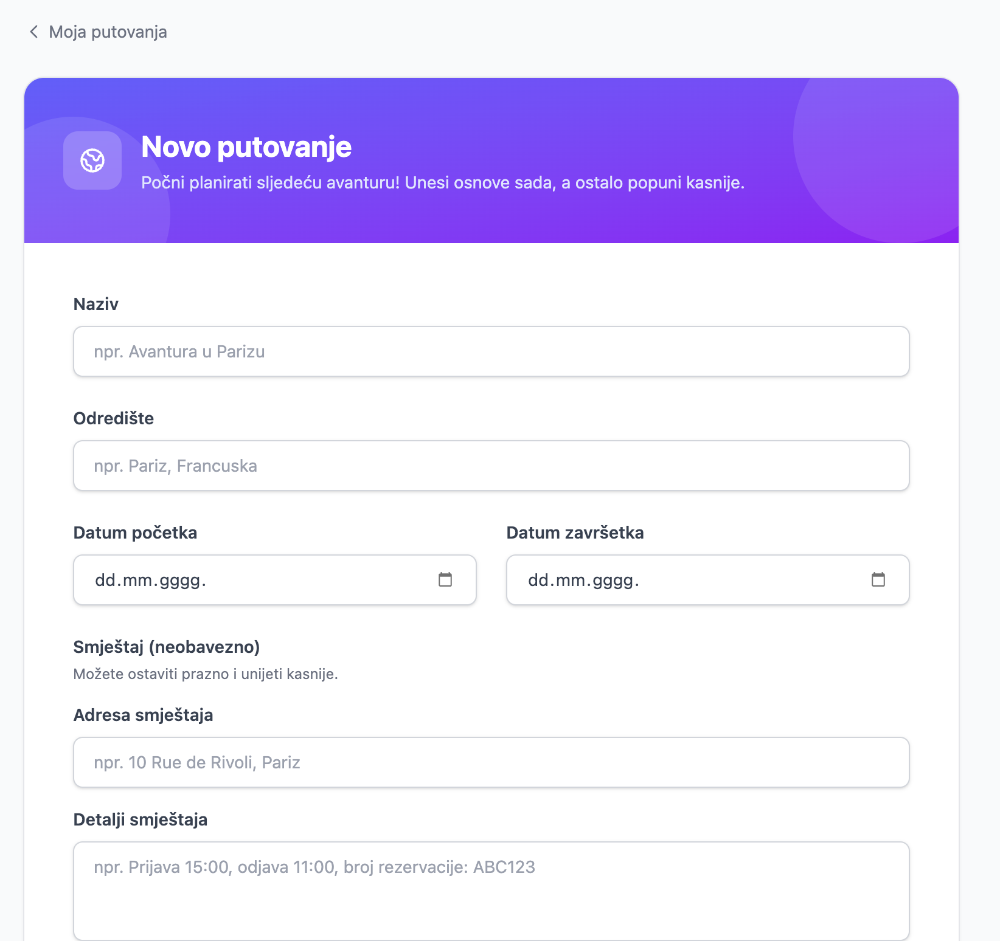 Moja putovanja
Novo putovanje
Počni planirati sljedeću avanturu! Unesi osnove sada, a ostalo popuni kasnije.
Naziv
npr. Avantura u Parizu
Odredište
npr. Pariz, Francuska
Datum početka
dd.mm.gggg.
Datum završetka
dd.mm.gggg.
Smještaj (neobavezno)
Možete ostaviti prazno i unijeti kasnije.
Adresa smještaja
npr. 10 Rue de Rivoli, Pariz
Detalji smještaja
npr. Prijava 15:00, odjava 11:00, broj rezervacije: ABC123